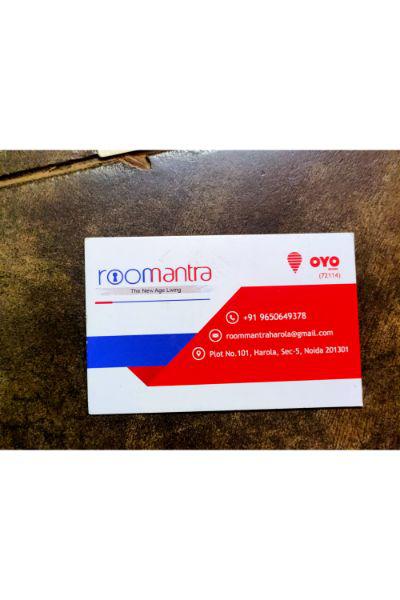 roomantra
The New Age Living
OYO
(72114)
+91 9650649378
roommantraharola@gmail.com
Plot No.101, Harola, Sec-5, Noida 201301